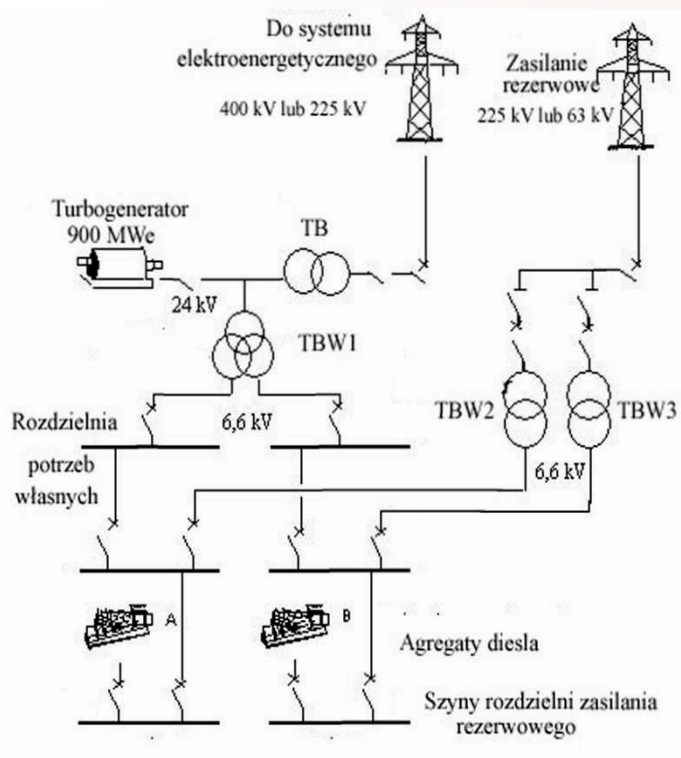 Do systemu
elektroenergetycznego
400 kV lub 225 kV
Zasilanie
rezerwowe
225 kV lub 63 kV
Turbogenerator
900 MWe
TB
24 kV
TBW1
Rozdzielnia
6,6 kV
TBW2
TBW3
potrzeb
własnych
6,6 kV
A
B
Agregaty diesla
Szyny rozdzielni zasilania
rezerwowego